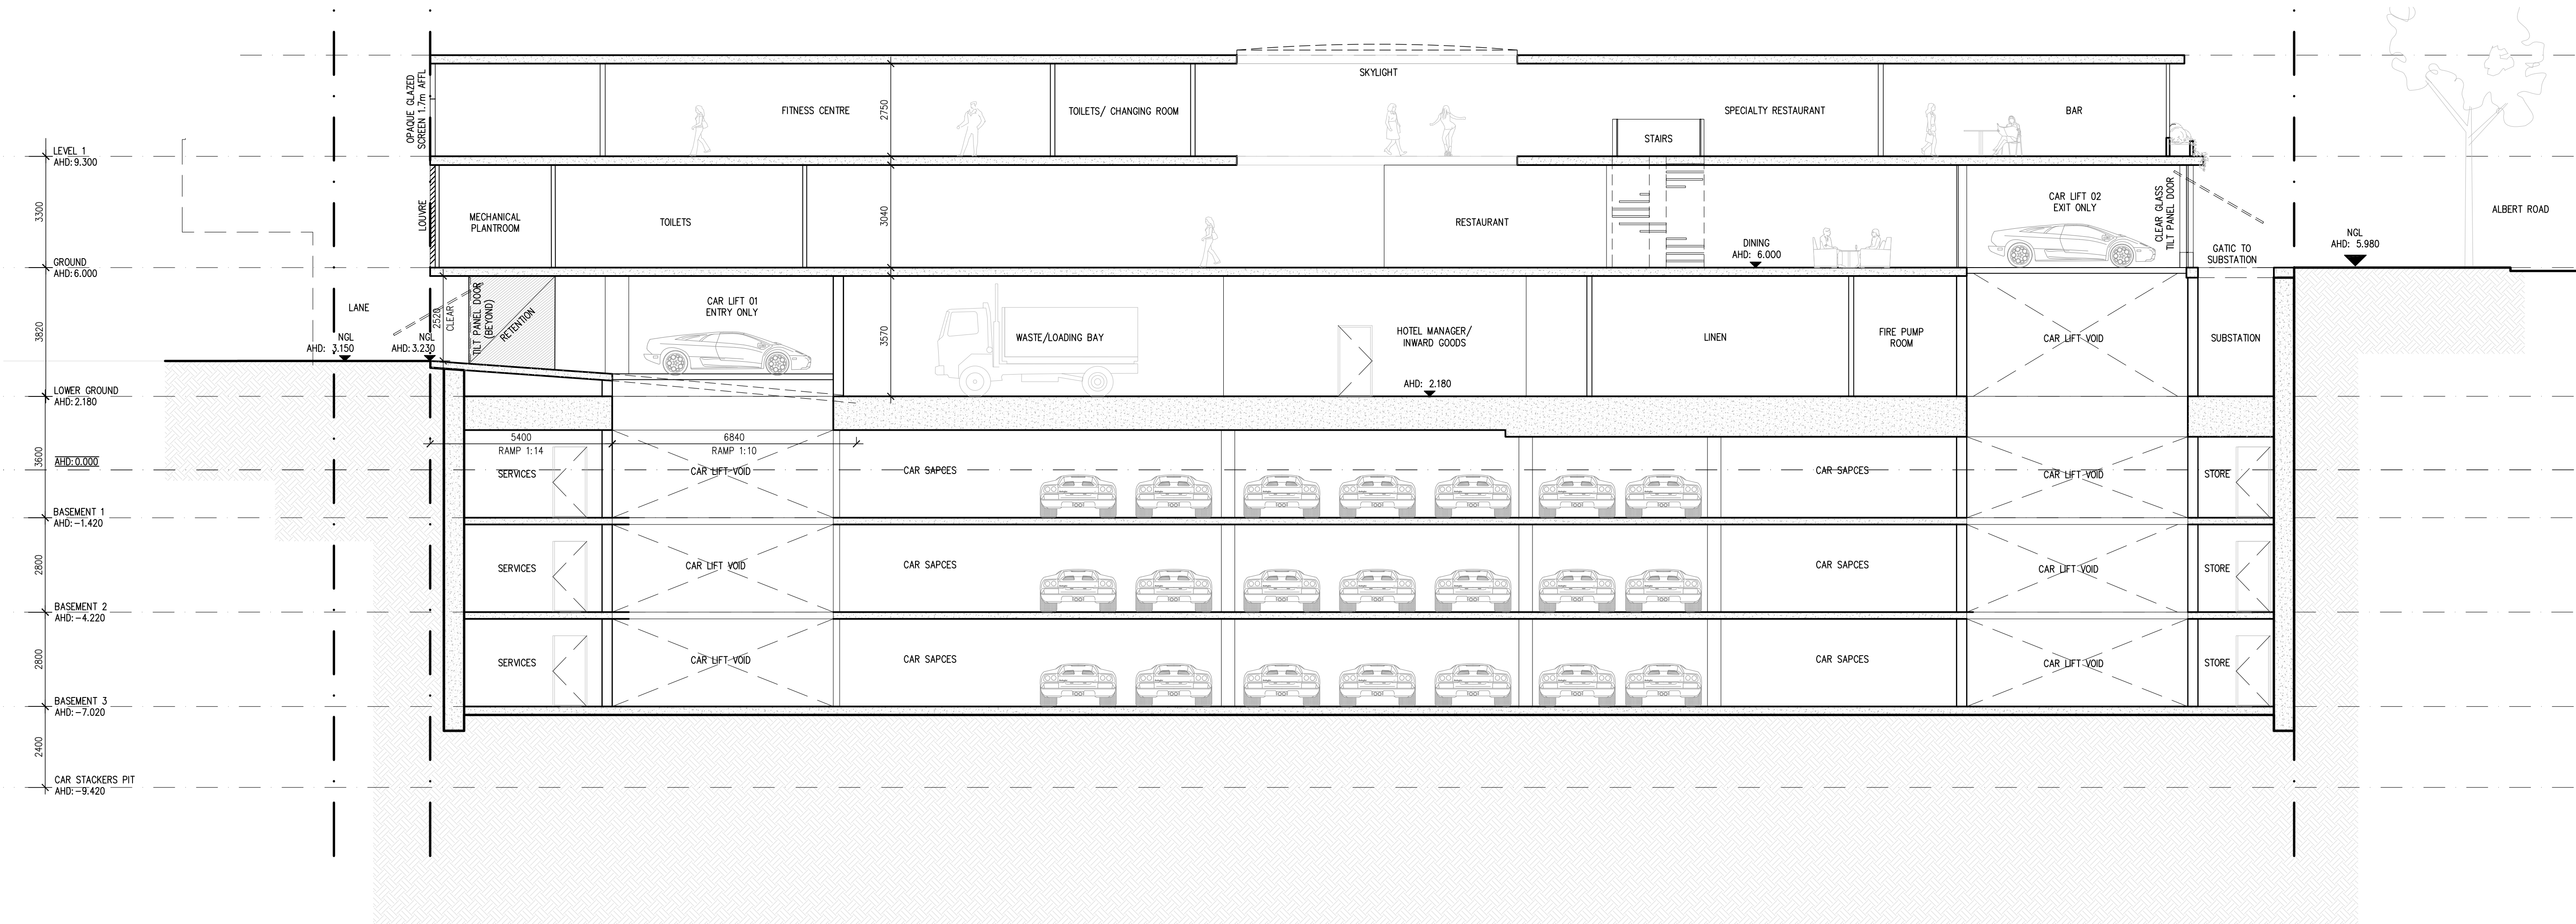 SKYLIGHT
OPAQUE GLAZED
SCREEN 1.7m AFFL
FITNESS CENTRE
2750
TOILETS/ CHANGING ROOM
SPECIALTY RESTAURANT
BAR
STAIRS
LEVEL 1
AHD: 9.300
3300
LOUVRE
MECHANICAL
PLANTROOM
TOILETS
3040
RESTAURANT
DINING
AHD: 6.000
CAR LIFT 02
EXIT ONLY
CLEAR GLASS
TILT PANEL DOOR
GATIC TO
SUBSTATION
NGL
AHD: 5.980
ALBERT ROAD
GROUND
AHD: 6.000
3820
LANE
NGL
AHD: 3.150
NGL
AHD: 3.230
2520
CLEAR
TILT PANEL DOOR
(BEYOND)
RETENTION
CAR LIFT 01
ENTRY ONLY
3570
WASTE/LOADING BAY
HOTEL MANAGER/
INWARD GOODS
AHD: 2.180
LINEN
FIRE PUMP
ROOM
CAR LIFT VOID
SUBSTATION
LOWER GROUND
AHD: 2.180
5400
RAMP 1:14
6840
RAMP 1:10
3600
AHD: 0.000
SERVICES
CAR LIFT VOID
CAR SAPCES
CAR SAPCES
CAR LIFT VOID
STORE
BASEMENT 1
AHD: -1.420
2800
SERVICES
CAR LIFT VOID
CAR SAPCES
CAR SAPCES
CAR LIFT VOID
STORE
BASEMENT 2
AHD: -4.220
2800
SERVICES
CAR LIFT VOID
CAR SAPCES
CAR SAPCES
CAR LIFT VOID
STORE
BASEMENT 3
AHD: -7.020
2400
CAR STACKERS PIT
AHD: -9.420